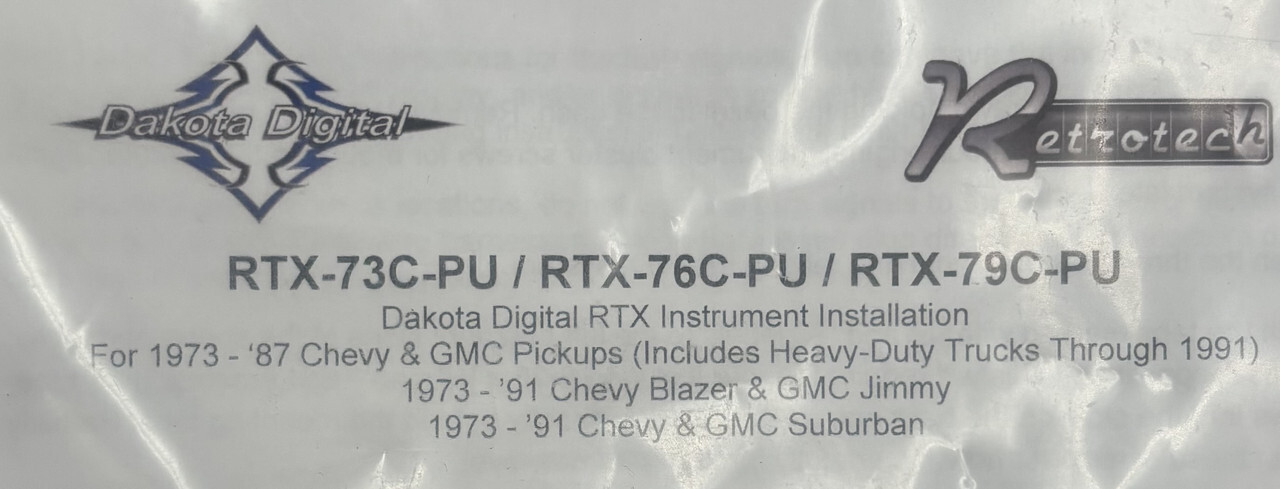 Dakota Digital
Retrotech
RTX-73C-PU / RTX-76C-PU / RTX-79C-PU
Dakota Digital RTX Instrument Installation
For 1973 - ‘87 Chevy & GMC Pickups (Includes Heavy-Duty Trucks Through 1991)
1973 - ’91 Chevy Blazer & GMC Jimmy
1973 - ’91 Chevy & GMC Suburban